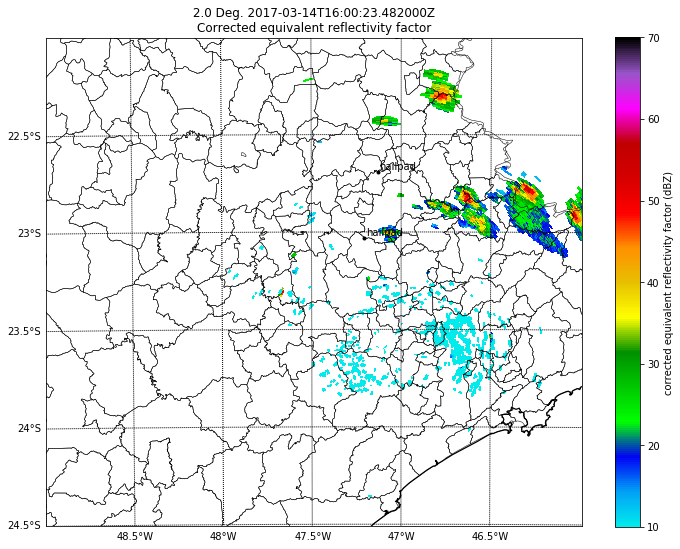 2.0 Deg. 2017-03-14T16:00:23.482000Z
Corrected equivalent reflectivity factor
halipad
halipad
22.5°S
23°S
23.5°S
24°S
24.5°S
48.5°W
48°W
47.5°W
47°W
46.5°W
70
60
50
40
30
20
10
corrected equivalent reflectivity factor (dBZ)